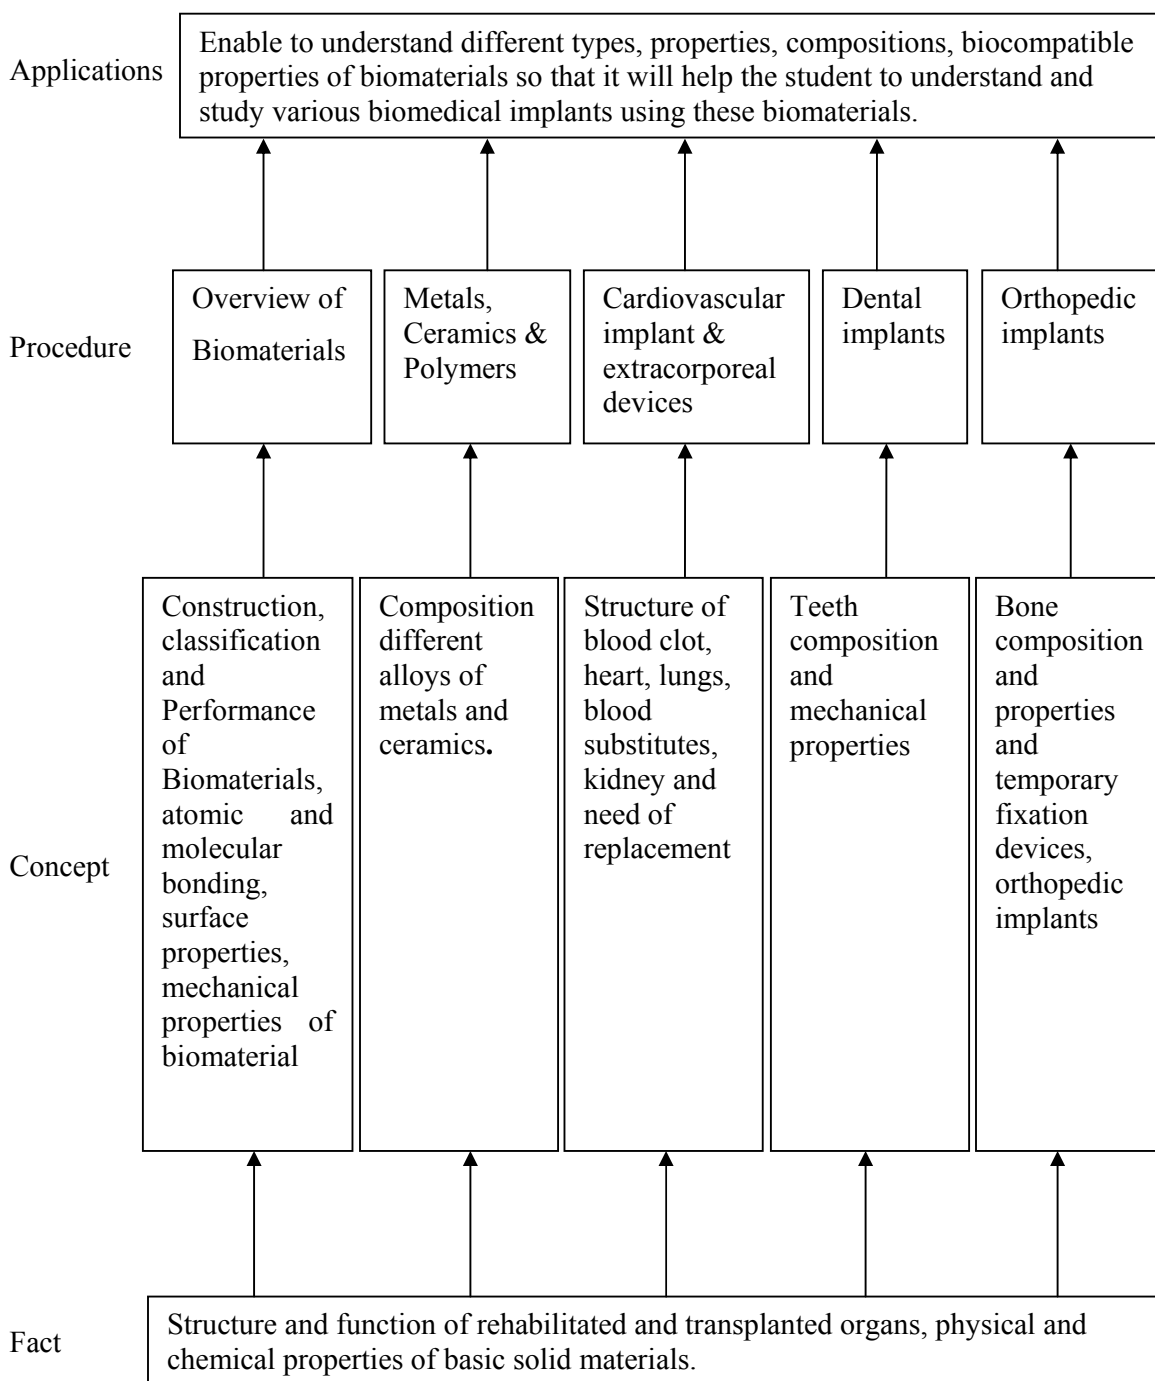 Applications
Enable to understand different types, properties, compositions, biocompatible
properties of biomaterials so that it will help the student to understand and
study various biomedical implants using these biomaterials.
Procedure
Overview of
Biomaterials
Metals,
Ceramics &
Polymers
Cardiovascular
implant &
extracorporeal
devices
Dental
implants
Orthopedic
implants
Concept
Construction,
classification
and
Performance
of
Biomaterials,
atomic and
molecular
bonding,
surface
properties,
mechanical
properties of
biomaterial
Composition
different
alloys of
metals and
ceramics.
Structure of
blood clot,
heart, lungs,
blood
substitutes,
kidney and
need of
replacement
Teeth
composition
and
mechanical
properties
Bone
composition
and
properties
and
temporary
fixation
devices,
orthopedic
implants
Fact
Structure and function of rehabilitated and transplanted organs, physical and
chemical properties of basic solid materials.